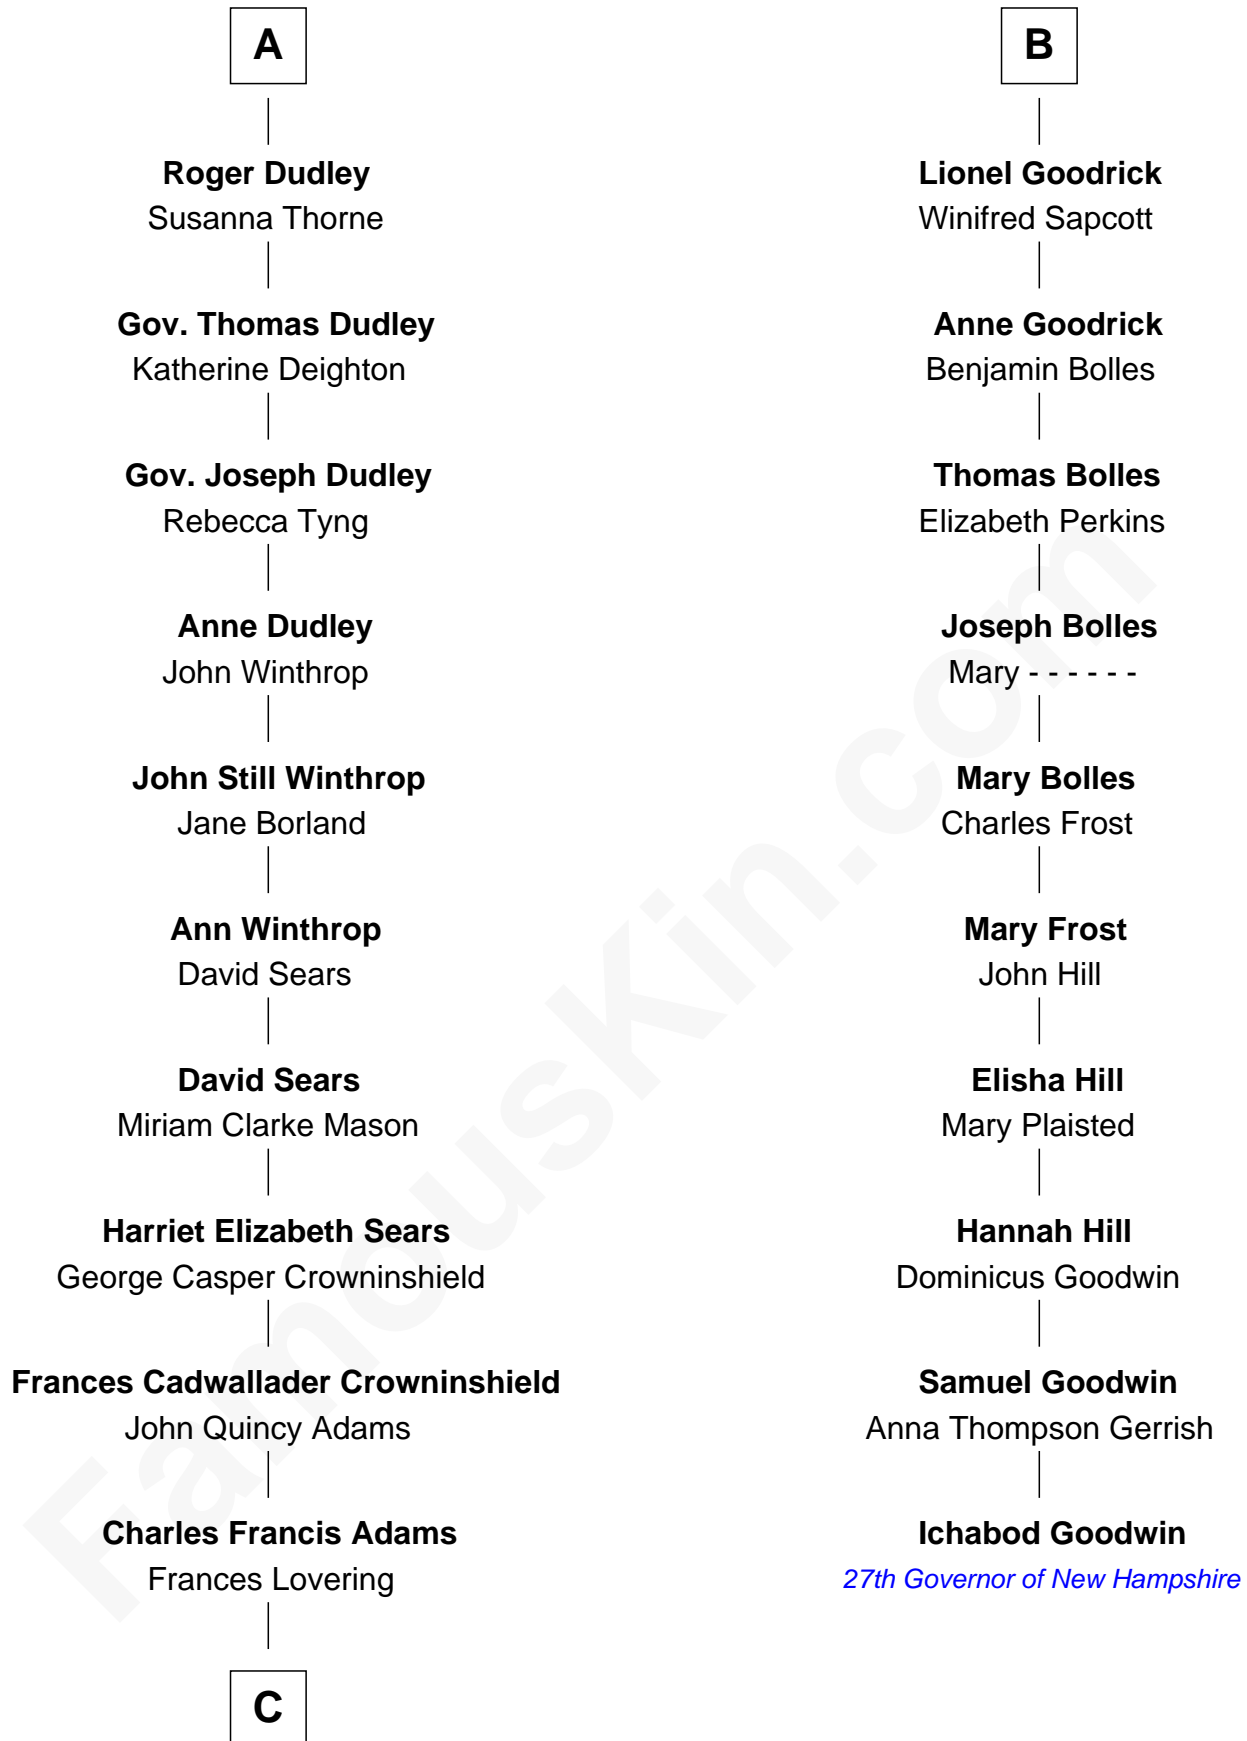 A
Roger Dudley
Susanna Thorne
Gov. Thomas Dudley
Katherine Deighton
Gov. Joseph Dudley
Rebecca Tyng
Anne Dudley
John Winthrop
John Still Winthrop
Jane Borland
Ann Winthrop
David Sears
David Sears
Miriam Clarke Mason
Harriet Elizabeth Sears
George Casper Crowninshield
Frances Cadwallader Crowninshield
John Quincy Adams
Charles Francis Adams
Frances Lovering
C
B
Lionel Goodrick
Winifred Sapcott
Anne Goodrick
Benjamin Bolles
Thomas Bolles
Elizabeth Perkins
Joseph Bolles
Mary - - - - - -
Mary Bolles
Charles Frost
Mary Frost
John Hill
Elisha Hill
Mary Plaisted
Hannah Hill
Dominicus Goodwin
Samuel Goodwin
Anna Thompson Gerrish
Ichabod Goodwin
27th Governor of New Hampshire
FamousKin.com